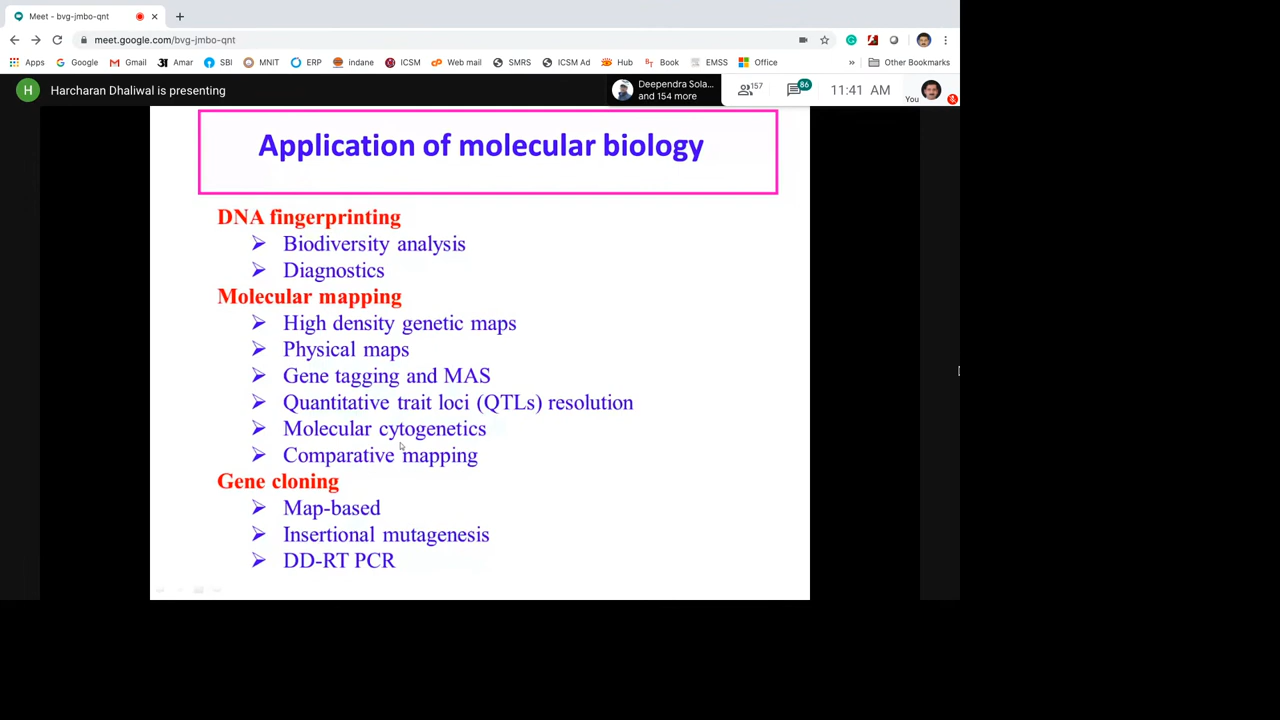 Meet - bvg-jmbo-qnt
meet.google.com/bvg-jmbo-qnt
Apps Google Gmail Amar SBI MNIT ERP indane ICSM Web mail SMRS ICSM Ad Hub Book EMSS Office » Other Bookmarks
H Harcharan Dhaliwal is presenting
Deependra Sola...
and 154 more
157
86
11:41 AM
You
Application of molecular biology
DNA fingerprinting
Biodiversity analysis
Diagnostics
Molecular mapping
High density genetic maps
Physical maps
Gene tagging and MAS
Quantitative trait loci (QTLs) resolution
Molecular cytogenetics
Comparative mapping
Gene cloning
Map-based
Insertional mutagenesis
DD-RT PCR